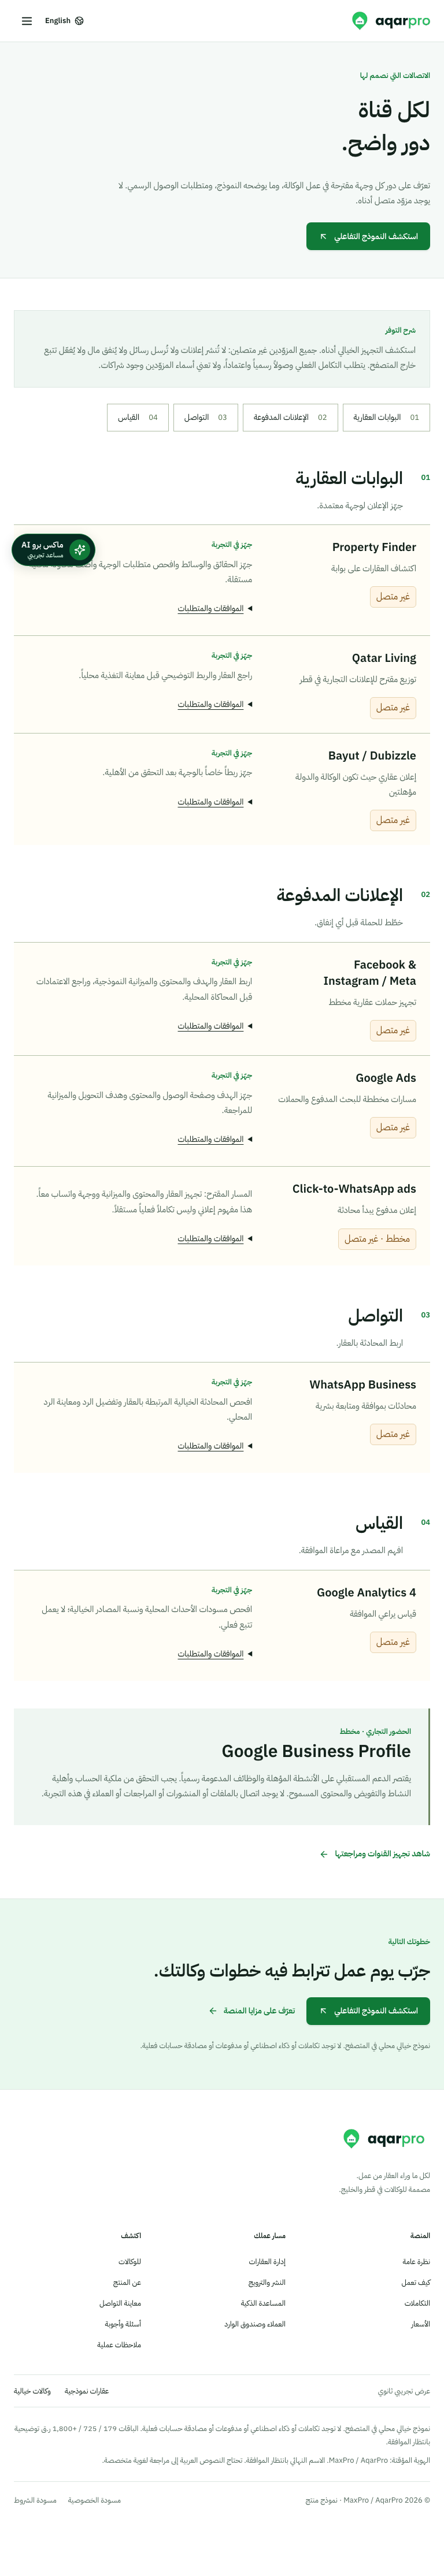 aqarpro
English
الاتصالات التي نصمم لها
لكل قناة
دور واضح.
تعرّف على دور كل وجهة مقترحة في عمل الوكالة، وما يوضحه النموذج، ومتطلبات الوصول الرسمي. لا
يوجد مزوّد متصل أدناه.
استكشف النموذج التفاعلي
شرح التوفر
استكشف التجهيز الخيالي أدناه. جميع المزوّدين غير متصلين: لا تُنشر إعلانات ولا تُرسل رسائل ولا يُنفق مال ولا يُفعّل تتبع
خارج المتصفح. يتطلب التكامل الفعلي وصولاً رسمياً واعتماداً، ولا تعني أسماء المزوّدين وجود شراكات.
01 البوابات العقارية
02 الإعلانات المدفوعة
03 التواصل
04 القياس
01
البوابات العقارية
جهّز الإعلان لوجهة معتمدة.
Property Finder
اكتشاف العقارات على بوابة
غير متصل
جهّز في التجربة
جهّز الحقائق والوسائط وافحص متطلبات الوجهة
مستقلة.
الموافقات والمتطلبات
ماكس برو AI
مساعد تجريبي
Qatar Living
توزيع مقترح للإعلانات التجارية في قطر
غير متصل
جهّز في التجربة
راجع العقار والربط التوضيحي قبل معاينة التغذية محلياً.
الموافقات والمتطلبات
Bayut / Dubizzle
إعلان عقاري حيث تكون الوكالة والدولة
مؤهلتين
غير متصل
جهّز في التجربة
جهّز ربطاً خاصاً بالوجهة بعد التحقق من الأهلية.
الموافقات والمتطلبات
02
الإعلانات المدفوعة
خطّط للحملة قبل أي إنفاق.
Facebook &
Instagram / Meta
تجهيز حملات عقارية مخطط
غير متصل
جهّز في التجربة
اربط العقار والهدف والمحتوى والميزانية النموذجية، وراجع الاعتمادات
قبل المحاكاة المحلية.
الموافقات والمتطلبات
Google Ads
مسارات مخططة للبحث المدفوع والحملات
غير متصل
جهّز في التجربة
جهّز الهدف وصفحة الوصول والمحتوى وهدف التحويل والميزانية
للمراجعة.
الموافقات والمتطلبات
Click-to-WhatsApp ads
إعلان مدفوع يبدأ محادثة
مخطط · غير متصل
المسار المقترح: تجهيز العقار والمحتوى والميزانية ووجهة واتساب معاً.
هذا مفهوم إعلاني وليس تكاملاً فعلياً مستقلاً.
الموافقات والمتطلبات
03
التواصل
اربط المحادثة بالعقار.
WhatsApp Business
محادثات بموافقة ومتابعة بشرية
غير متصل
جهّز في التجربة
افحص المحادثة الخيالية المرتبطة بالعقار وتفضيل الرد ومعاينة الرد
المحلي.
الموافقات والمتطلبات
04
القياس
افهم المصدر مع مراعاة الموافقة.
Google Analytics 4
قياس يراعي الموافقة
غير متصل
جهّز في التجربة
افحص مسودات الأحداث المحلية ونسبة المصادر الخيالية؛ لا يعمل
تتبع فعلي.
الموافقات والمتطلبات
الحضور التجاري · مخطط
Google Business Profile
يقتصر الدعم المستقبلي على الأنشطة المؤهلة والوظائف المدعومة رسمياً. يجب التحقق من ملكية الحساب وأهلية
النشاط والتفويض والمحتوى المسموح. لا يوجد اتصال بالملفات أو المنشورات أو المراجعات أو العملاء في هذه التجربة.
شاهد تجهيز القنوات ومراجعتها
خطوتك التالية
جرّب يوم عمل تترابط فيه خطوات وكالتك.
استكشف النموذج التفاعلي
تعرّف على مزايا المنصة
نموذج خيالي محلي في المتصفح. لا توجد تكاملات أو ذكاء اصطناعي أو مدفوعات أو مصادقة حسابات فعلية.
aqarpro
لكل ما وراء العقار من عمل.
مصممة للوكالات في قطر والخليج.
المنصة
نظرة عامة
كيف تعمل
التكاملات
الأسعار
مسار عملك
إدارة العقارات
النشر والترويج
المساعدة الذكية
العملاء وصندوق الوارد
اكتشف
للوكالات
عن المنتج
معاينة التواصل
أسئلة وأجوبة
ملاحظات عملية
عرض تجريبي ثانوي
عقارات نموذجية
وكالات خيالية
نموذج خيالي محلي في المتصفح. لا توجد تكاملات أو ذكاء اصطناعي أو مدفوعات أو مصادقة حسابات فعلية. الباقات 179 / 725 / +1,800 ر.ق توضيحية
بانتظار الموافقة.
الهوية المؤقتة: MaxPro / AqarPro. الاسم النهائي بانتظار الموافقة. تحتاج النصوص العربية إلى مراجعة لغوية متخصصة.
© 2026 MaxPro / AqarPro · نموذج منتج
مسودة الخصوصية
مسودة الشروط